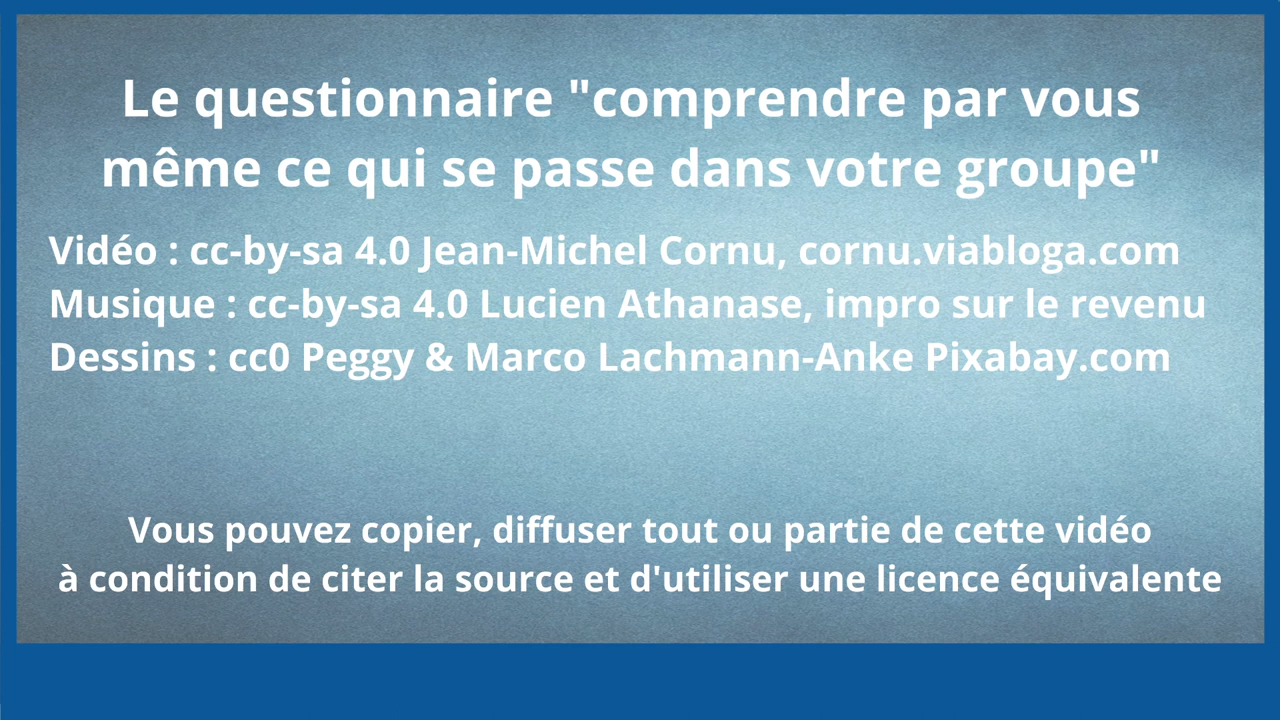 Le questionnaire "comprendre par vous
même ce qui se passe dans votre groupe"
Vidéo : cc-by-sa 4.0 Jean-Michel Cornu, cornu.viabloga.com
Musique : cc-by-sa 4.0 Lucien Athanase, impro sur le revenu
Dessins : cc0 Peggy & Marco Lachmann-Anke Pixabay.com
Vous pouvez copier, diffuser tout ou partie de cette vidéo
à condition de citer la source et d'utiliser une licence équivalente